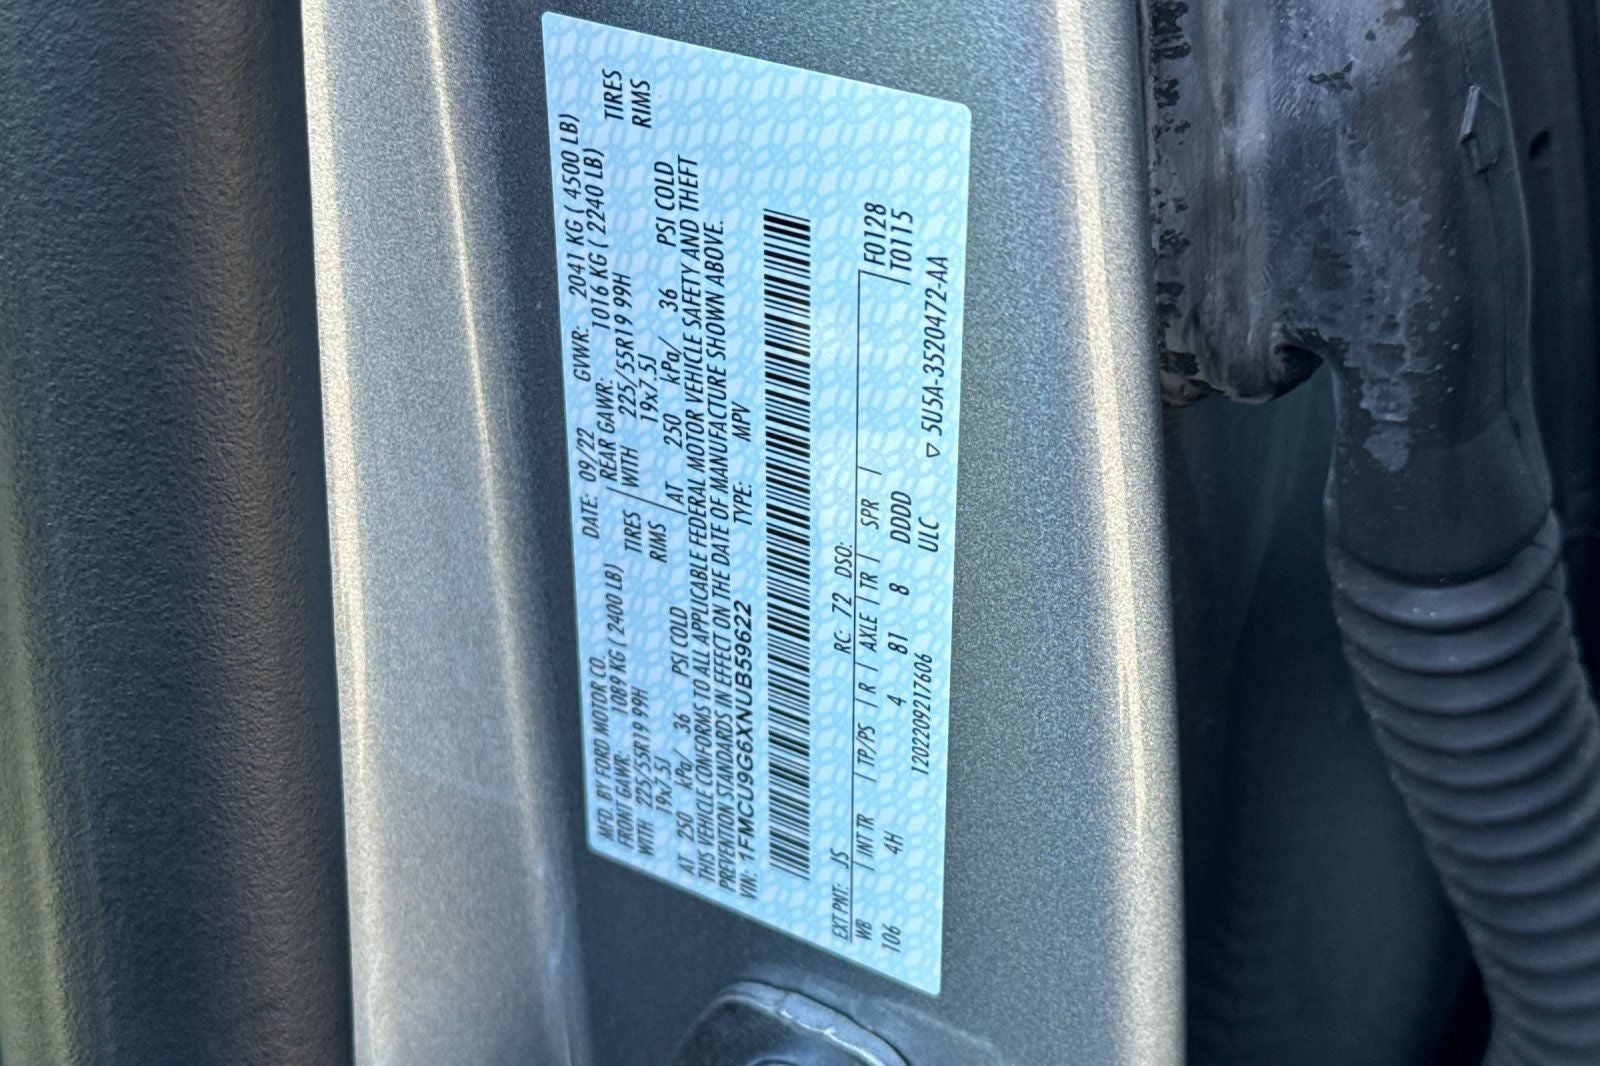 MFD. BY FORD MOTOR CO. DATE: 09/22 GVWR: 2041 KG ( 4500 LB)
FRONT GAWR: 1089 KG ( 2400 LB) REAR GAWR: 1016 KG ( 2240 LB)
WITH 225/55R19 99H TIRES WITH 225/55R19 99H TIRES
19x7.5J RIMS 19x7.5J RIMS
AT 250 kPa/ 36 PSI COLD AT 250 kPa/ 36 PSI COLD
THIS VEHICLE CONFORMS TO ALL APPLICABLE FEDERAL MOTOR VEHICLE SAFETY AND THEFT
PREVENTION STANDARDS IN EFFECT ON THE DATE OF MANUFACTURE SHOWN ABOVE.
VIN: 1FMCU9G6XNUB59622 TYPE: MPV
EXT PNT: JS RC: 72 DSO: F0128
WB | INT TR | TP/PS | R | AXLE | TR | SPR | T0115
106 4H 4 81 8 DDDD
1202209217606 ULC ▽ 5U5A-3520472-AA